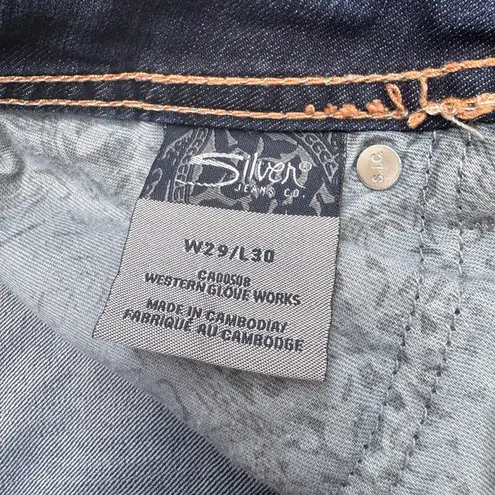 Silver®
JEANS CO.
S.J.C.
W29/L30
CA00508
WESTERN GLOVE WORKS
MADE IN CAMBODIA/
FABRIQUÉ AU CAMBODGE